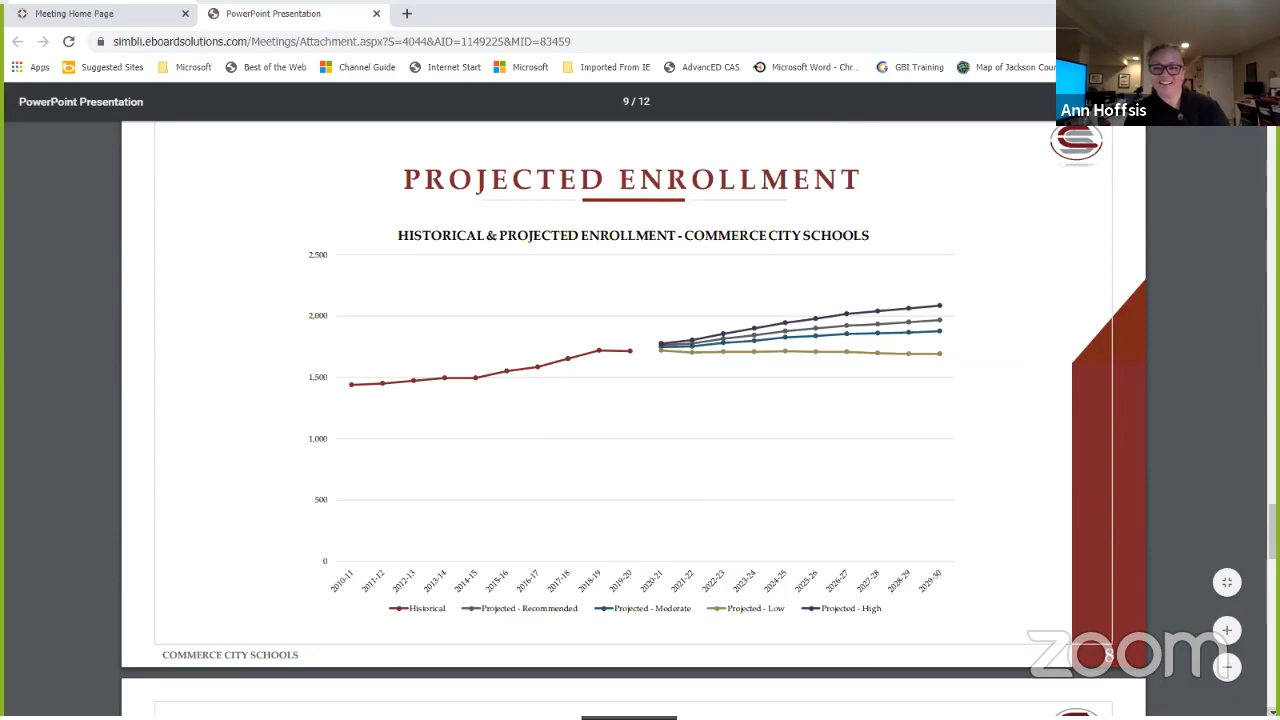 Meeting Home Page
PowerPoint Presentation
simbli.eboardsolutions.com/Meetings/Attachment.aspx?S=4044&AID=1149225&MID=83459
Apps Suggested Sites Microsoft Best of the Web Channel Guide Internet Start Microsoft Imported From IE AdvancED CAS Microsoft Word - Chr... GBI Training Map of Jackson Cour
PowerPoint Presentation
9 / 12
Ann Hoffsis
PROJECTED ENROLLMENT
HISTORICAL & PROJECTED ENROLLMENT - COMMERCE CITY SCHOOLS
2,500
2,000
1,500
1,000
500
0
2010-11 2011-12 2012-13 2013-14 2014-15 2015-16 2016-17 2017-18 2018-19 2019-20 2020-21 2021-22 2022-23 2023-24 2024-25 2025-26 2026-27 2027-28 2028-29 2029-30
Historical Projected - Recommended Projected - Moderate Projected - Low Projected - High
COMMERCE CITY SCHOOLS
8
zoom